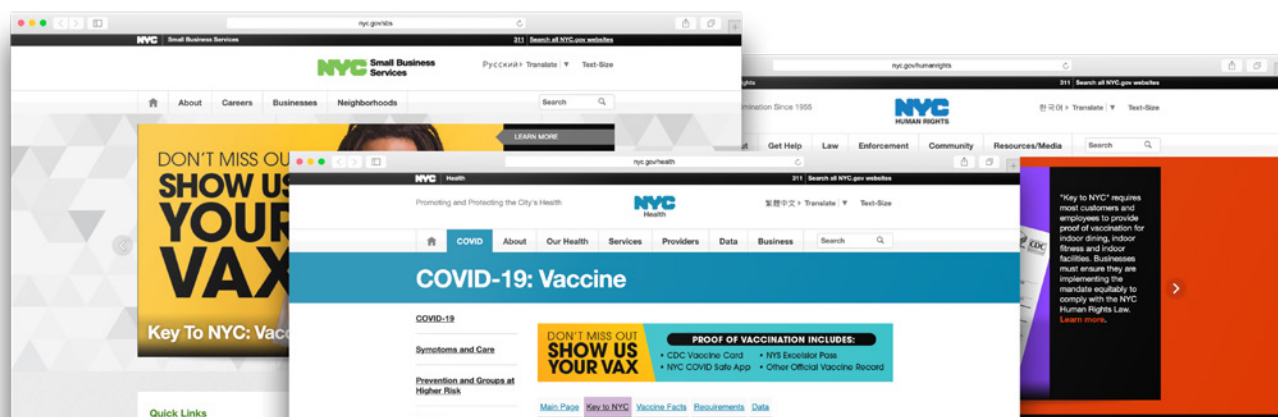 nyc.gov/sbs
NYC Small Business Services
311 Search all NYC.gov websites
NYC Small Business
Services
Русский› Translate ▼ Text-Size
About Careers Businesses Neighborhoods Search
LEARN MORE
DON'T MISS OU
SHOW US
YOUR
VAX
Key To NYC: Vacc
Quick Links
nyc.gov/health
NYC Health
311 Search all NYC.gov websites
Promoting and Protecting the City's Health
NYC
Health
繁體中文› Translate ▼ Text-Size
COVID About Our Health Services Providers Data Business Search
COVID-19: Vaccine
COVID-19
Symptoms and Care
Prevention and Groups at
Higher Risk
DON'T MISS OUT
SHOW US
YOUR VAX
PROOF OF VACCINATION INCLUDES:
• CDC Vaccine Card • NYS Excelsior Pass
• NYC COVID Safe App • Other Official Vaccine Record
Main Page Key to NYC Vaccine Facts Requirements Data
nyc.gov/humanrights
ghts
311 Search all NYC.gov websites
mination Since 1955
NYC
HUMAN RIGHTS
한국어› Translate ▼ Text-Size
ut Get Help Law Enforcement Community Resources/Media Search
CDC
"Key to NYC" requires
most customers and
employees to provide
proof of vaccination for
indoor dining, indoor
fitness and indoor
facilities. Businesses
must ensure they are
implementing the
mandate equitably to
comply with the NYC
Human Rights Law.
Learn more.